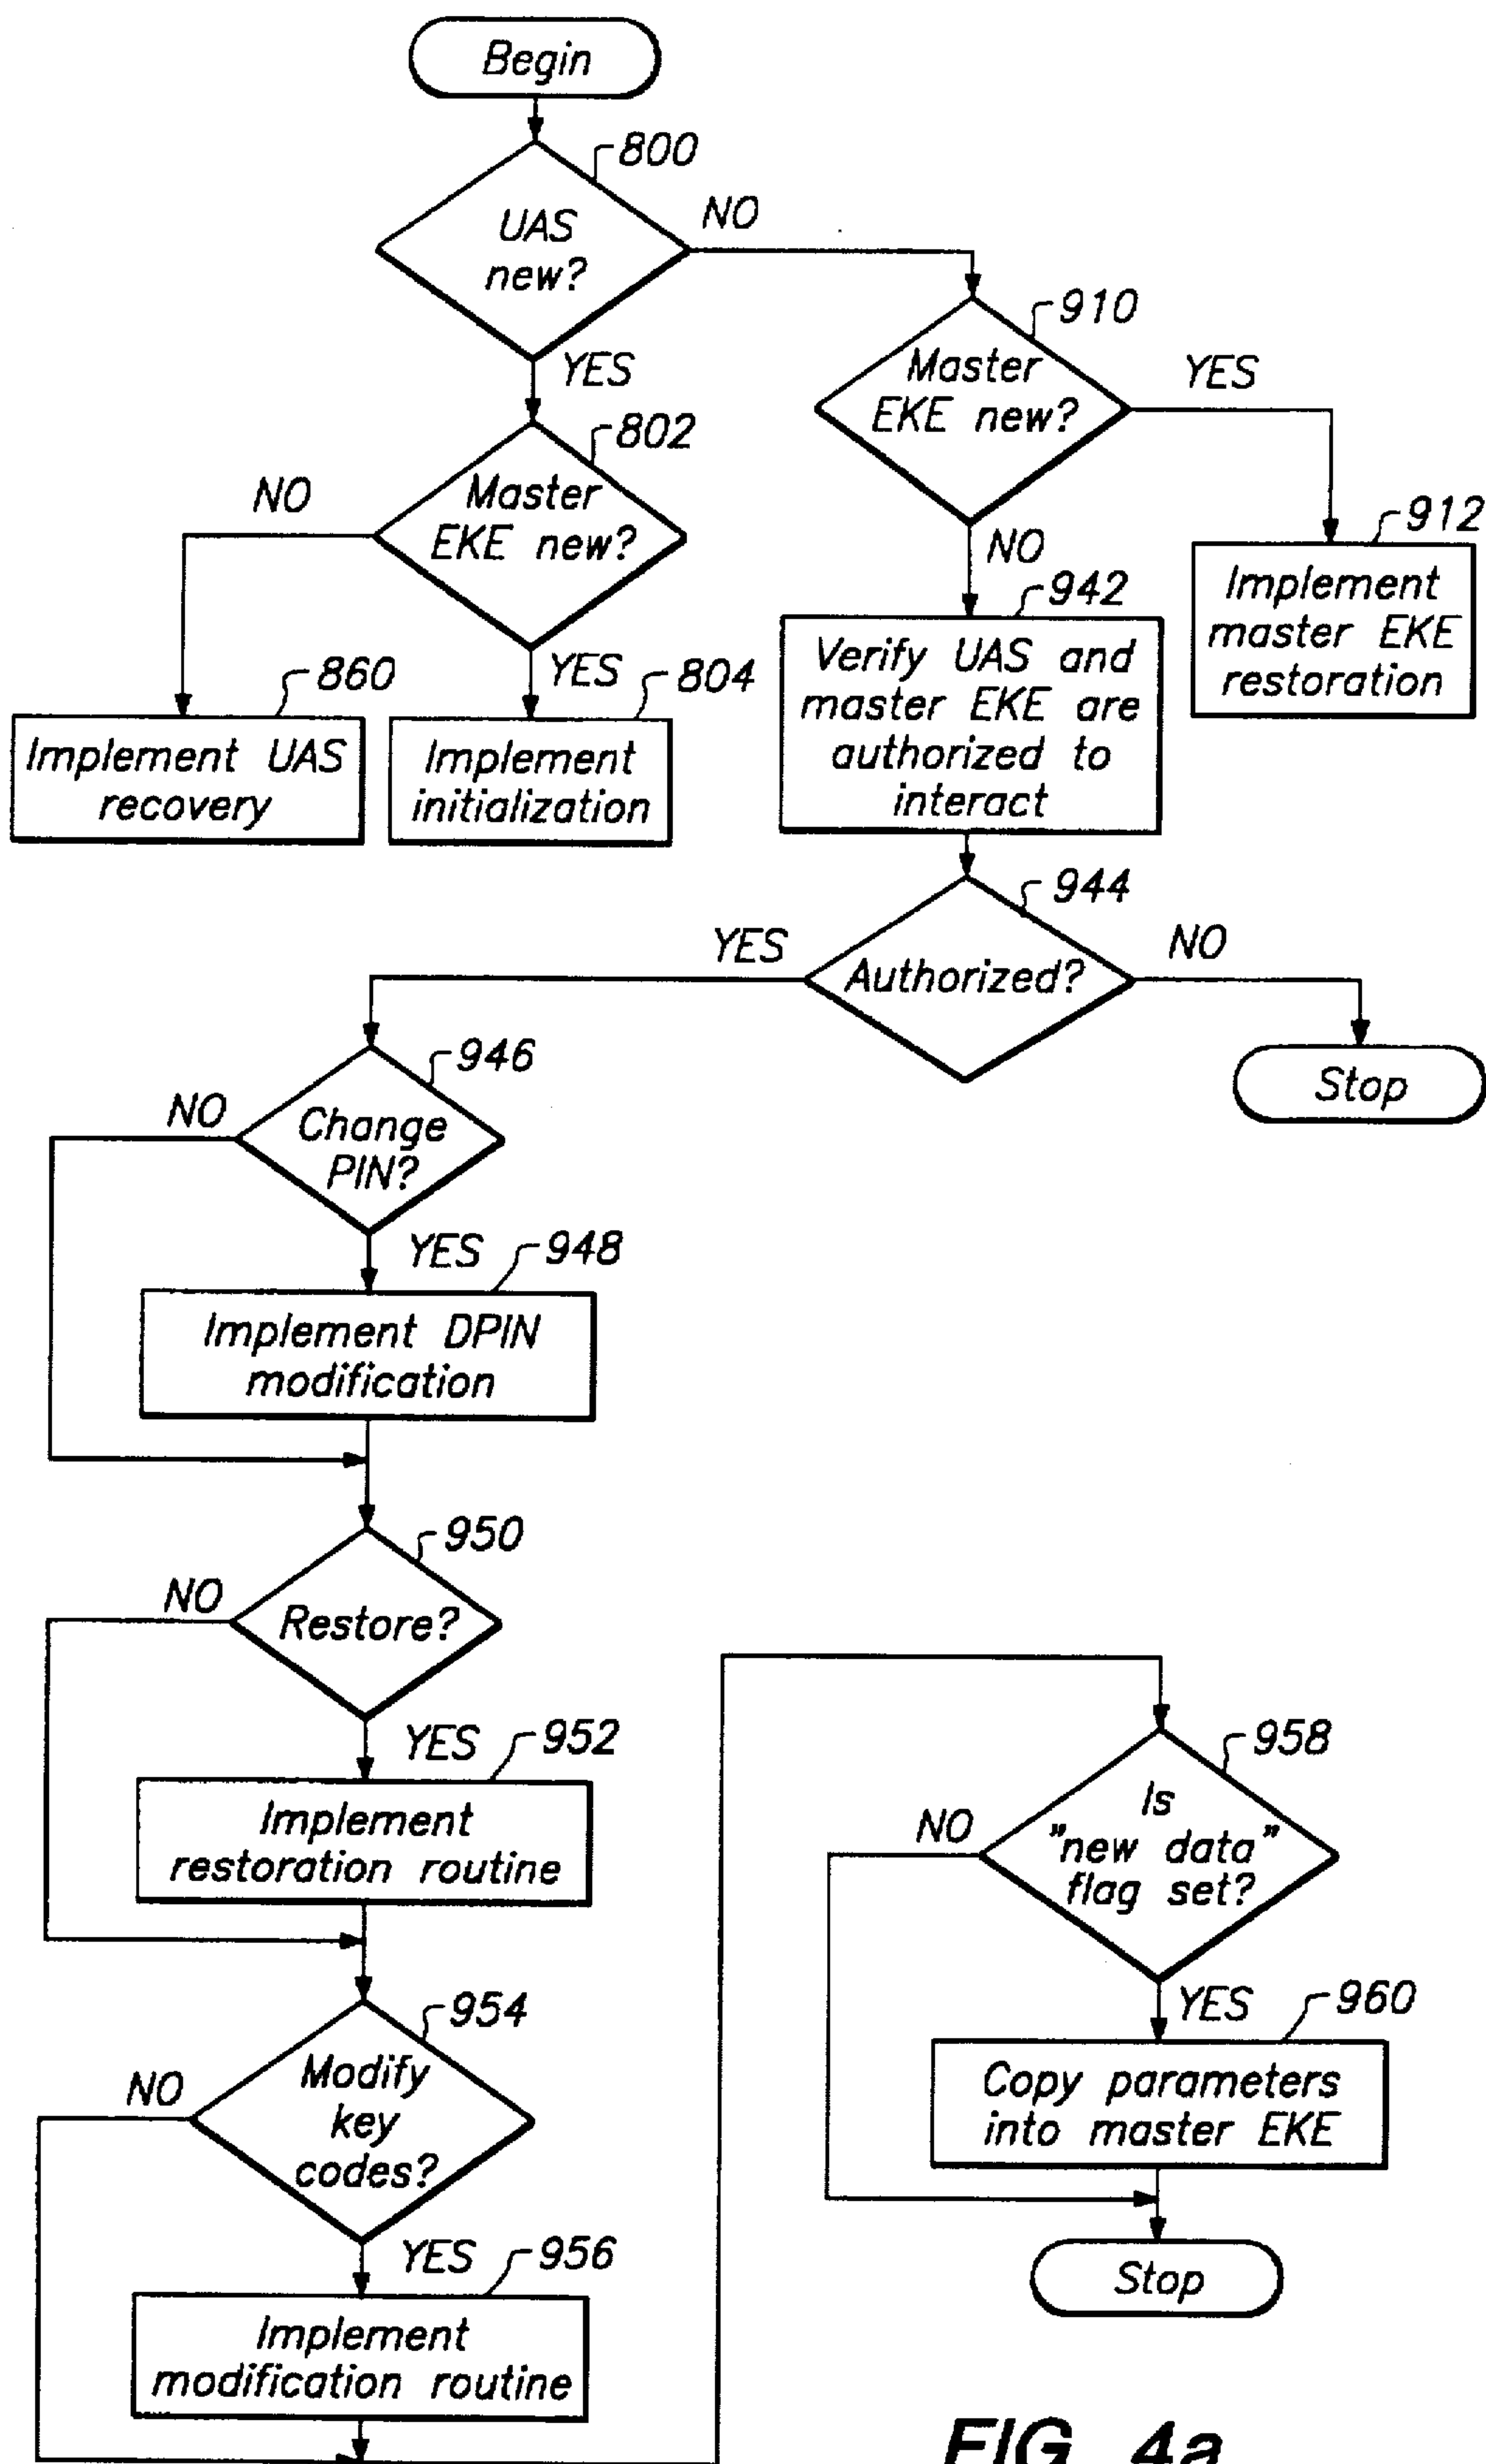 Begin
800
UAS
new?
NO
YES
910
Master
EKE new?
YES
NO
802
Master
EKE new?
NO
YES
912
Implement
master EKE
restoration
942
Verify UAS and
master EKE are
authorized to
interact
860
Implement UAS
recovery
804
Implement
initialization
944
Authorized?
YES
NO
Stop
946
Change
PIN?
NO
YES
948
Implement DPIN
modification
950
Restore?
NO
YES
952
Implement
restoration routine
954
Modify
key
codes?
NO
YES
956
Implement
modification routine
958
Is
"new data"
flag set?
NO
YES
960
Copy parameters
into master EKE
Stop
FIG. 4a